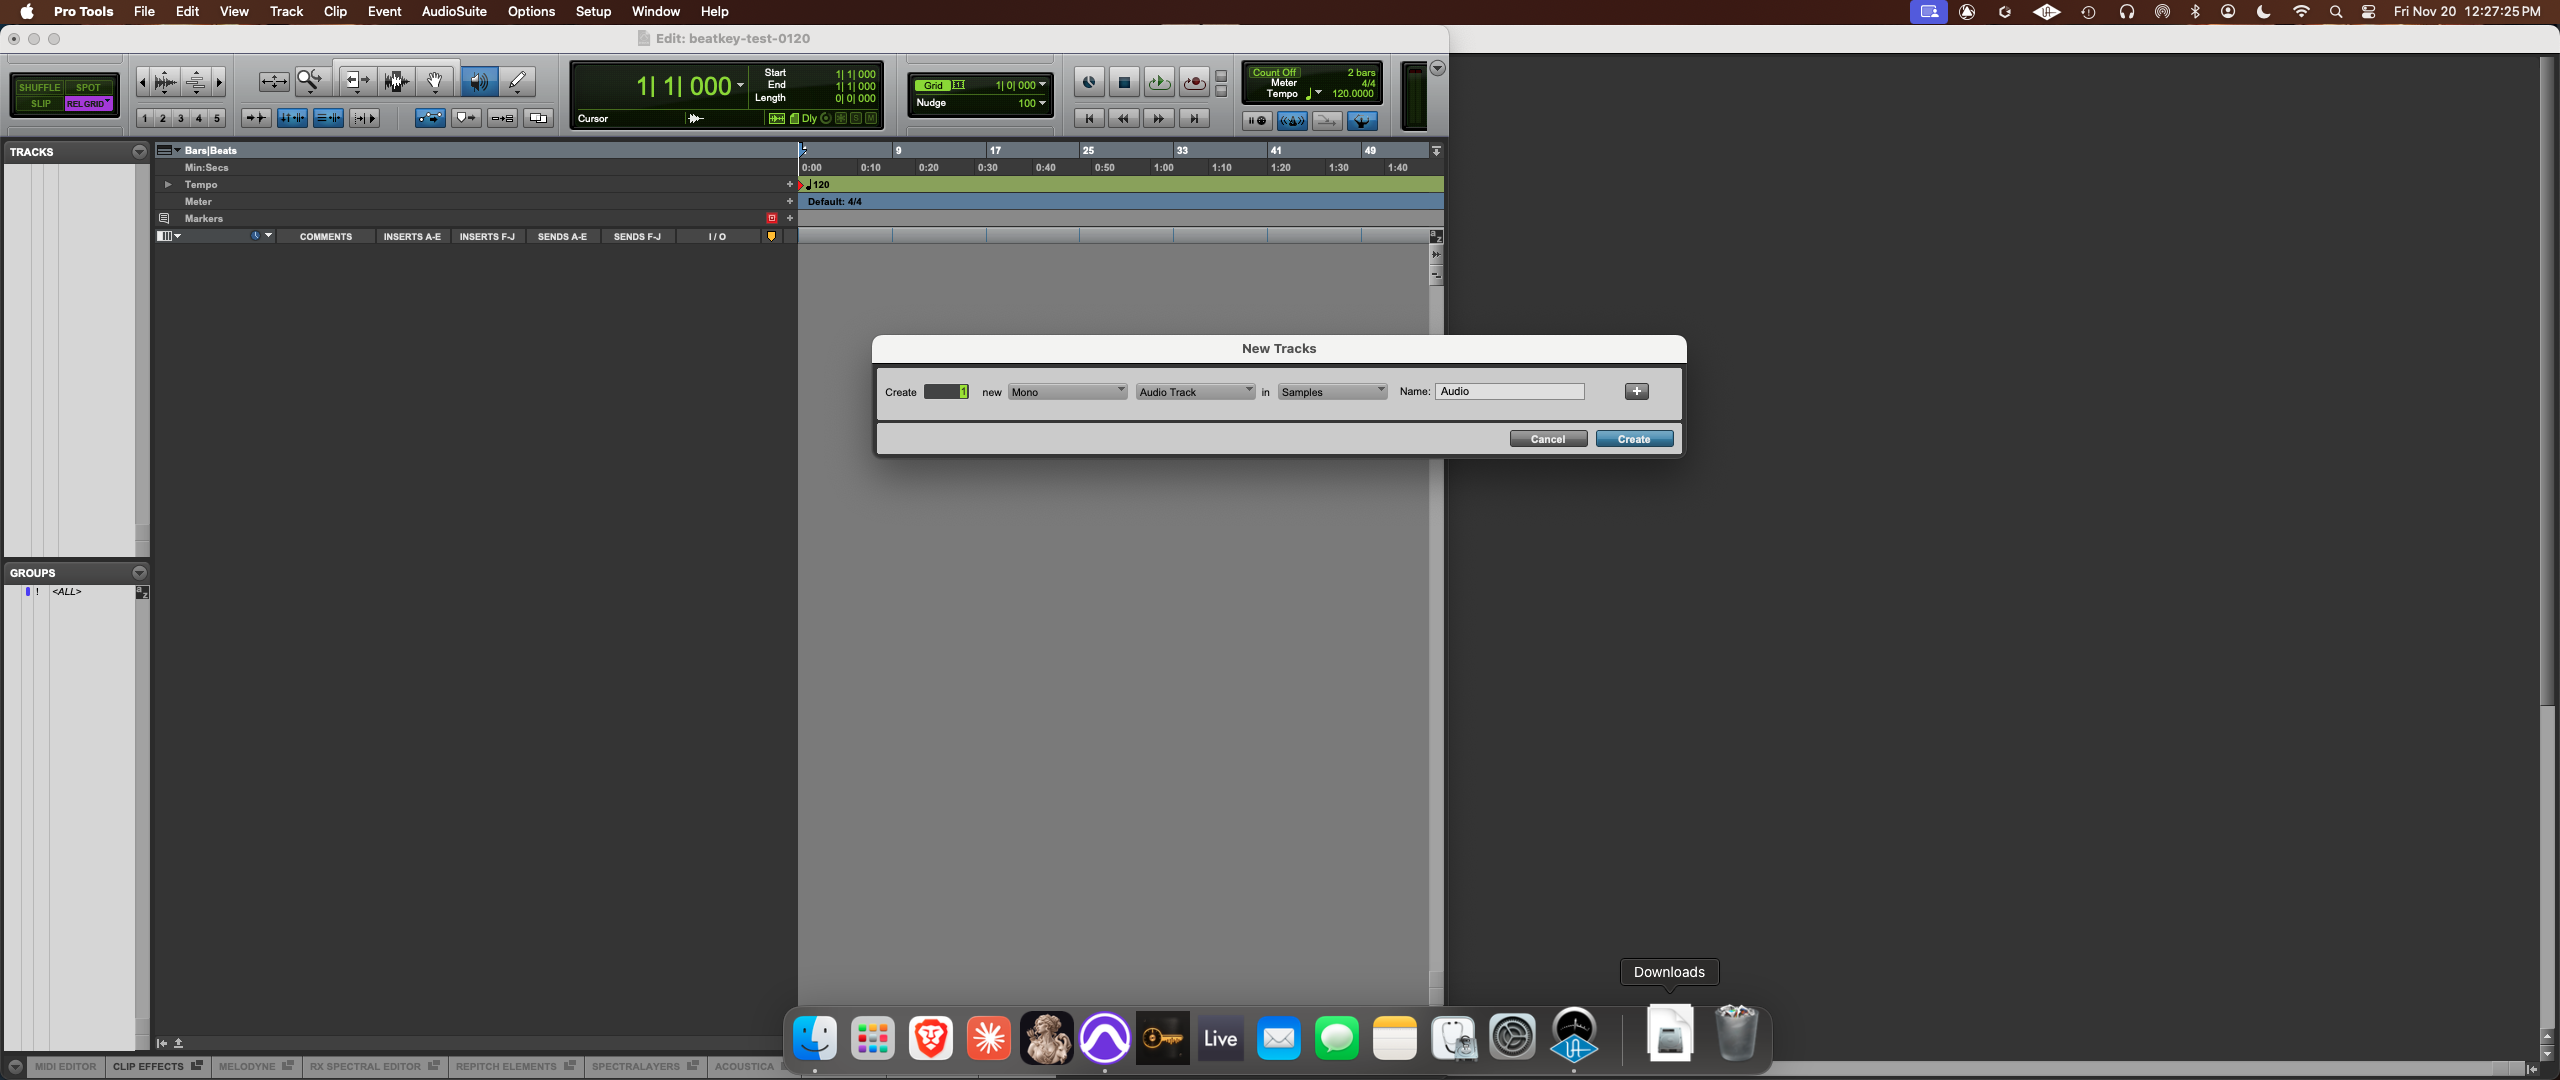 Pro Tools File Edit View Track Clip Event AudioSuite Options Setup Window Help Fri Nov 20 12:27:25 PM
Edit: beatkey-test-0120
SHUFFLE SPOT
SLIP REL GRID
1 2 3 4 5
1| 1| 000
Start 1| 1| 000
End 1| 1| 000
Length 0| 0| 000
Cursor Dly S M
Grid 1| 0| 000
Nudge 100
Count Off 2 bars
Meter 4/4
Tempo 120.0000
TRACKS
Bars|Beats 9 17 25 33 41 49
Min:Secs 0:00 0:10 0:20 0:30 0:40 0:50 1:00 1:10 1:20 1:30 1:40
Tempo + 120
Meter + Default: 4/4
Markers +
COMMENTS INSERTS A-E INSERTS F-J SENDS A-E SENDS F-J I / O
a z
New Tracks
Create 1 new Mono Audio Track in Samples Name: Audio +
Cancel Create
GROUPS
! <ALL> a z
Downloads
Live
MIDI EDITOR CLIP EFFECTS MELODYNE RX SPECTRAL EDITOR REPITCH ELEMENTS SPECTRALAYERS ACOUSTICA